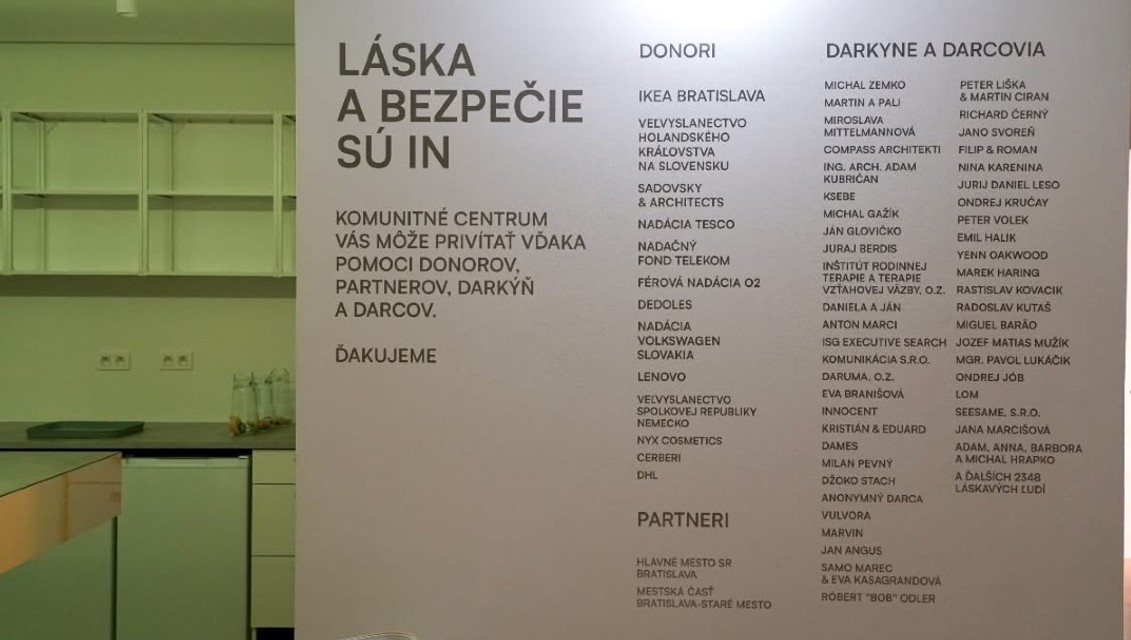 LÁSKA
A BEZPEČIE
SÚ IN
KOMUNITNÉ CENTRUM
VÁS MÔŽE PRIVÍTAŤ VĎAKA
POMOCI DONOROV,
PARTNEROV, DARKÝŇ
A DARCOV.
ĎAKUJEME
DONORI
IKEA BRATISLAVA
VEĽVYSLANECTVO
HOLANDSKÉHO
KRÁĽOVSTVA
NA SLOVENSKU
SADOVSKY
& ARCHITECTS
NADÁCIA TESCO
NADAČNÝ
FOND TELEKOM
FÉROVÁ NADÁCIA O2
DEDOLES
NADÁCIA
VOLKSWAGEN
SLOVAKIA
LENOVO
VEĽVYSLANECTVO
SPOLKOVEJ REPUBLIKY
NEMECKO
NYX COSMETICS
CERBERI
DHL
PARTNERI
HLAVNÉ MESTO SR
BRATISLAVA
MESTSKÁ ČASŤ
BRATISLAVA-STARÉ MESTO
DARKYNE A DARCOVIA
MICHAL ZEMKO
MARTIN A PALI
MIROSLAVA
MITTELMANNOVÁ
COMPASS ARCHITEKTI
ING. ARCH. ADAM
KUBRIČAN
KSEBE
MICHAL GAŽÍK
JÁN GLOVIČKO
JURAJ BERDIS
INŠTITÚT RODINNEJ
TERAPIE A TERAPIE
VZŤAHOVEJ VÄZBY, O.Z.
DANIELA A JÁN
ANTON MARCI
ISG EXECUTIVE SEARCH
KOMUNIKÁCIA S.R.O.
DARUMA, O.Z.
EVA BRANIŠOVÁ
INNOCENT
KRISTIÁN & EDUARD
DAMES
MILAN PEVNÝ
DŽOKO STACH
ANONYMNÝ DARCA
VULVORA
MARVIN
JAN ANGUS
SAMO MAREC
& EVA KASAGRANDOVÁ
RÓBERT "BOB" ODLER
PETER LIŠKA
& MARTIN CIRAN
RICHARD ČERNÝ
JANO SVOREŇ
FILIP & ROMAN
NINA KARENINA
JURIJ DANIEL LESO
ONDREJ KRUČAY
PETER VOLEK
EMIL HALIK
YENN OAKWOOD
MAREK HARING
RASTISLAV KOVACIK
RADOSLAV KUTAŠ
MIGUEL BARÃO
JOZEF MATIAS MUŽÍK
MGR. PAVOL LUKÁČIK
ONDREJ JÓB
LOM
SEESAME, S.R.O.
JANA MARCIŠOVÁ
ADAM, ANNA, BARBORA
A MICHAL HRAPKO
A ĎALŠÍCH 2348
LÁSKAVÝCH ĽUDÍ